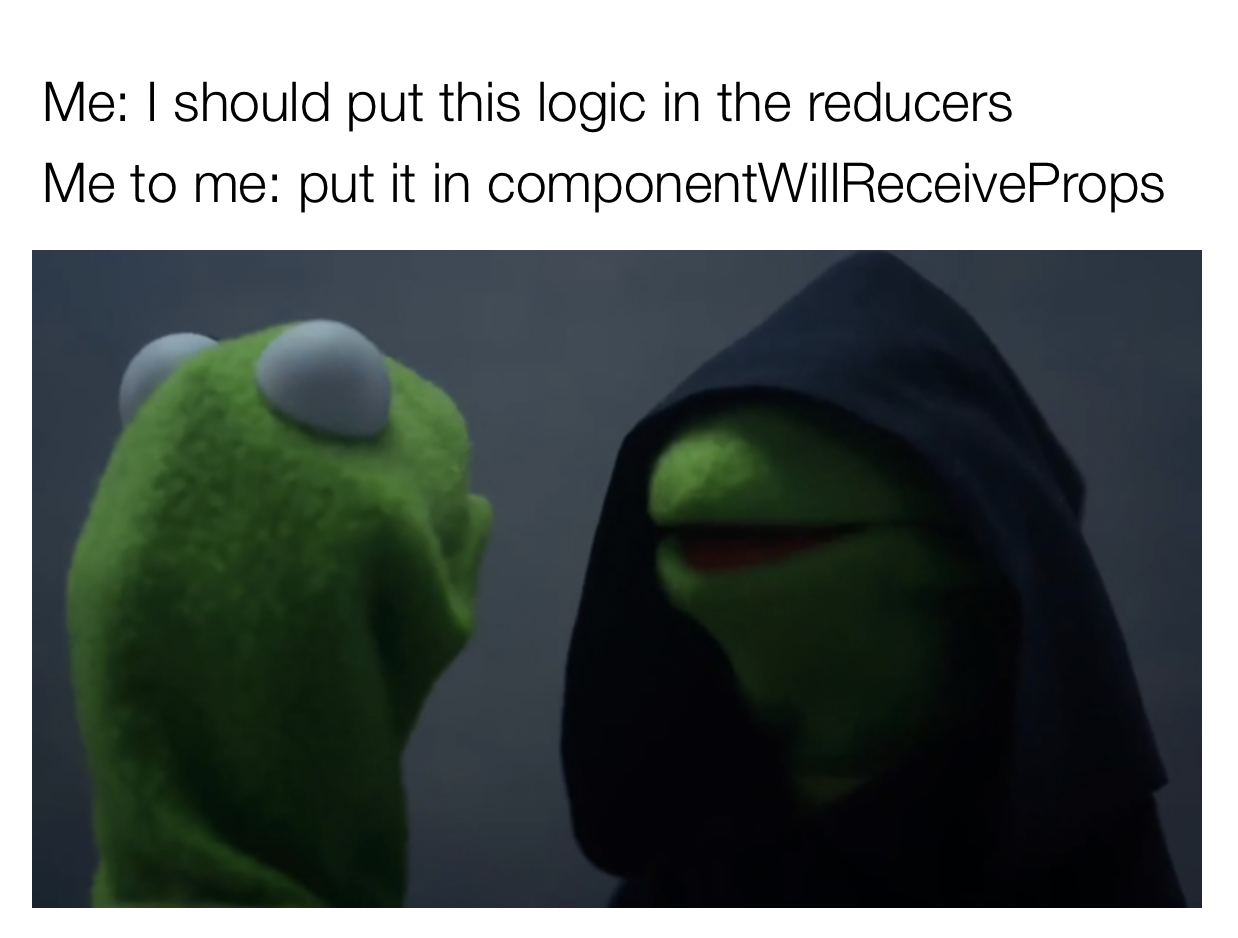 Me: I should put this logic in the reducers
Me to me: put it in componentWillReceiveProps